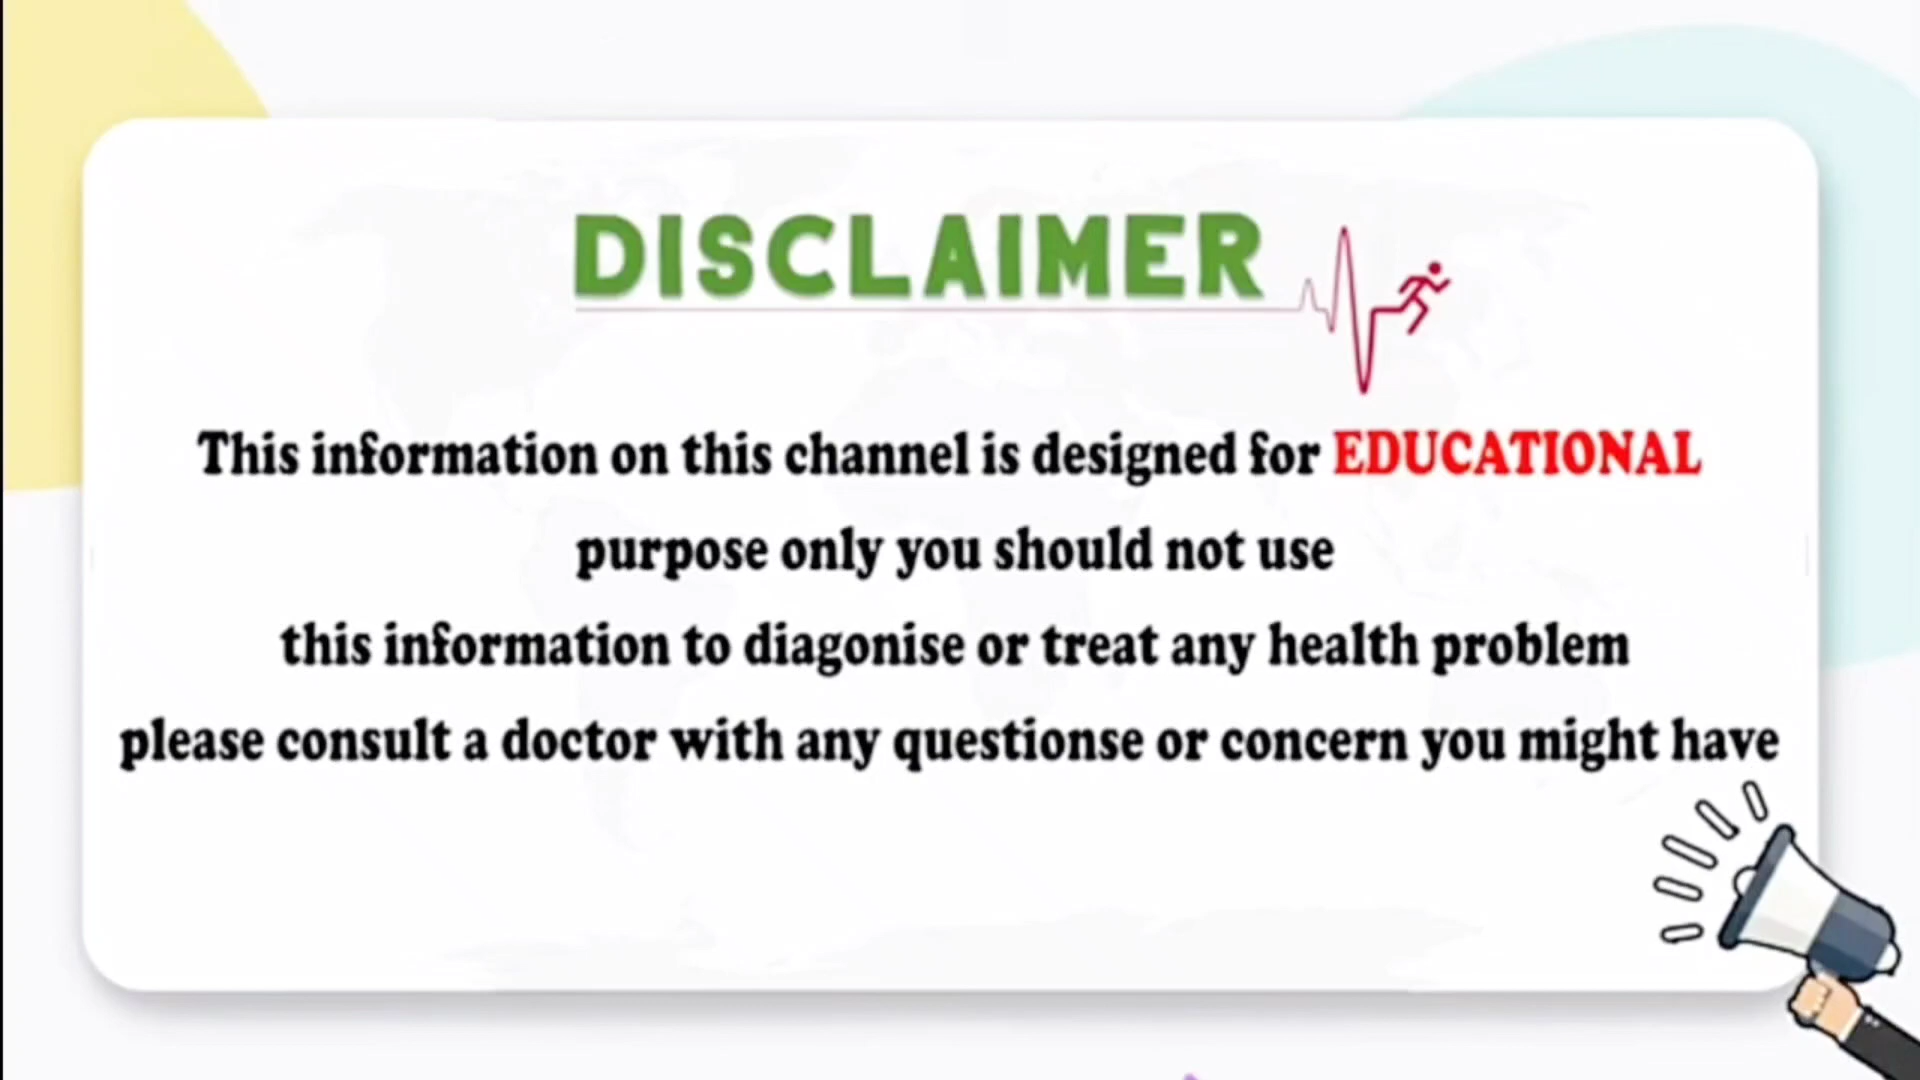 DISCLAIMER
This information on this channel is designed for EDUCATIONAL
purpose only you should not use
this information to diagonise or treat any health problem
please consult a doctor with any questionse or concern you might have